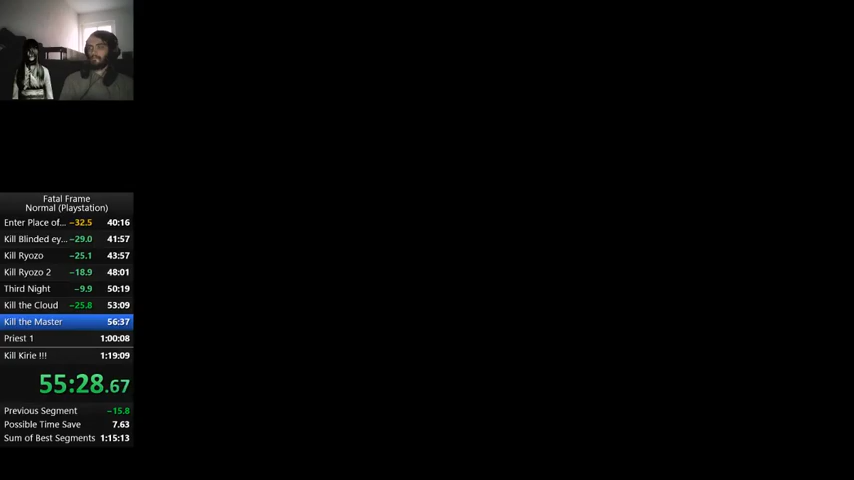 Fatal Frame
Normal (Playstation)
Enter Place of... −32.5 40:16
Kill Blinded ey... −29.0 41:57
Kill Ryozo −25.1 43:57
Kill Ryozo 2 −18.9 48:01
Third Night −9.9 50:19
Kill the Cloud −25.8 53:09
Kill the Master 56:37
Priest 1 1:00:08
Kill Kirie !!! 1:19:09
55:28.67
Previous Segment −15.8
Possible Time Save 7.63
Sum of Best Segments 1:15:13